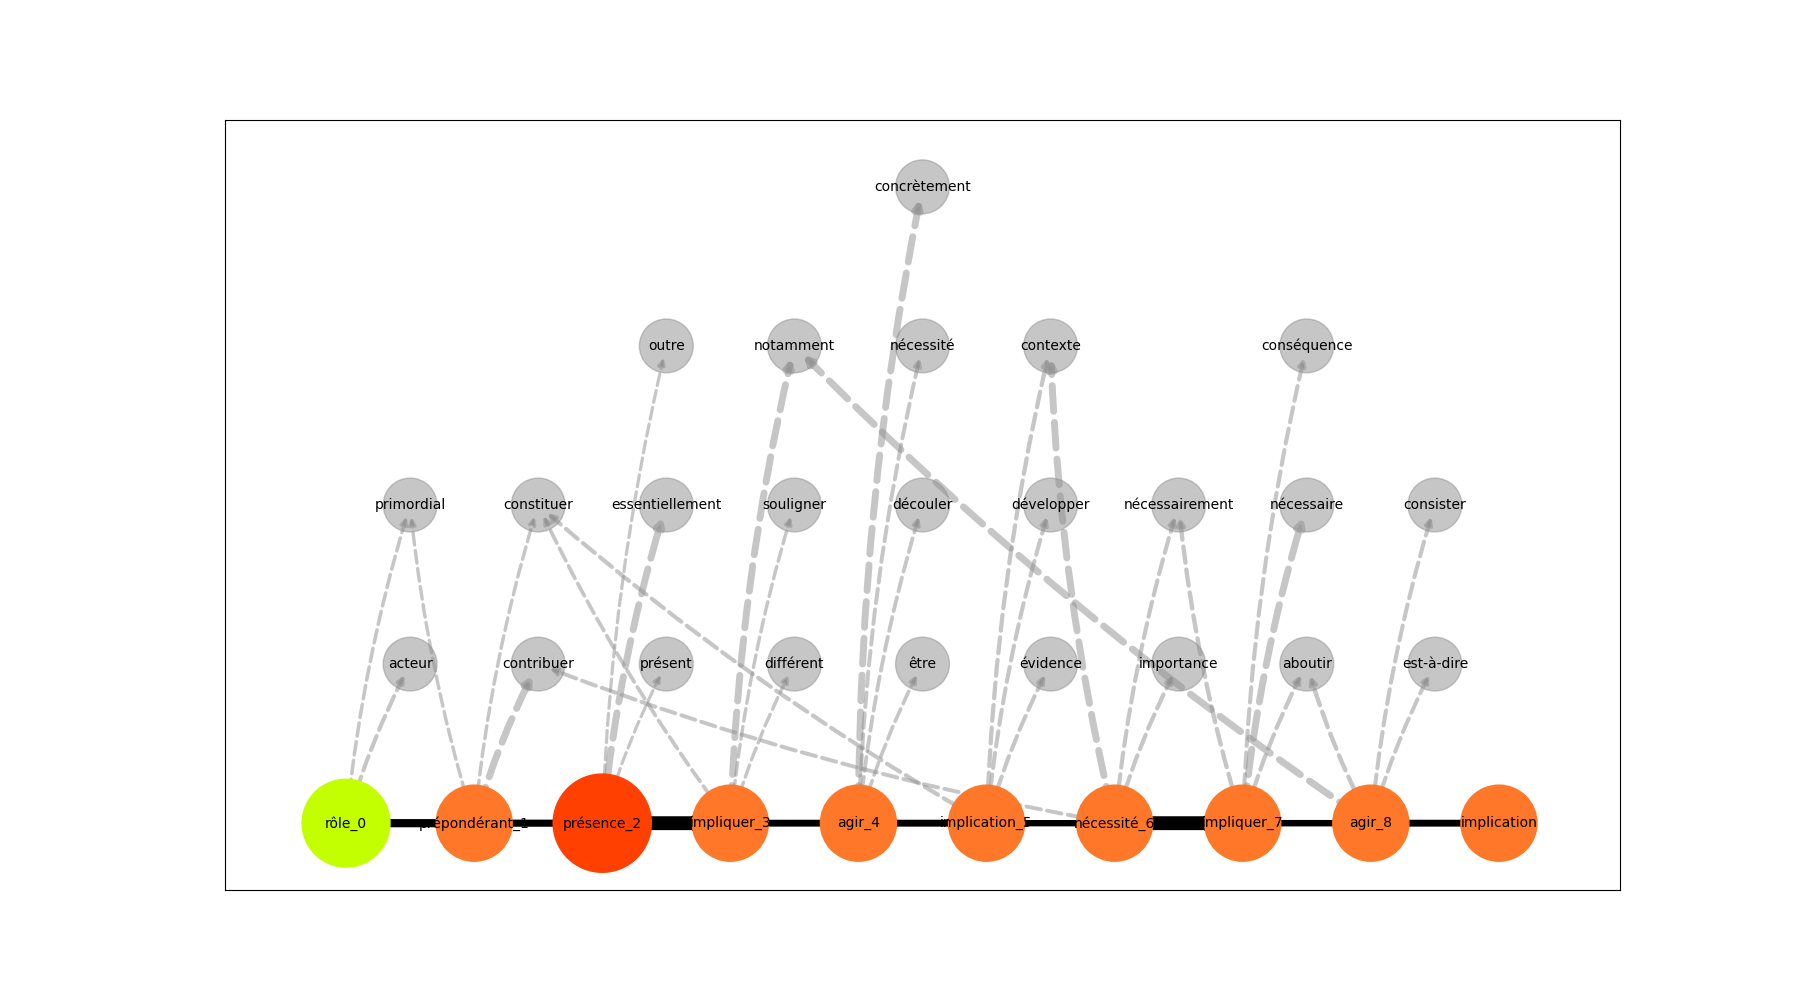 concrètement
outre notamment nécessité contexte conséquence
primordial constituer essentiellement souligner découler développer nécessairement nécessaire consister
acteur contribuer présent différent être évidence importance aboutir est-à-dire
rôle_0 prépondérant_1 présence_2 impliquer_3 agir_4 implication_5 nécessité_6 impliquer_7 agir_8 implication